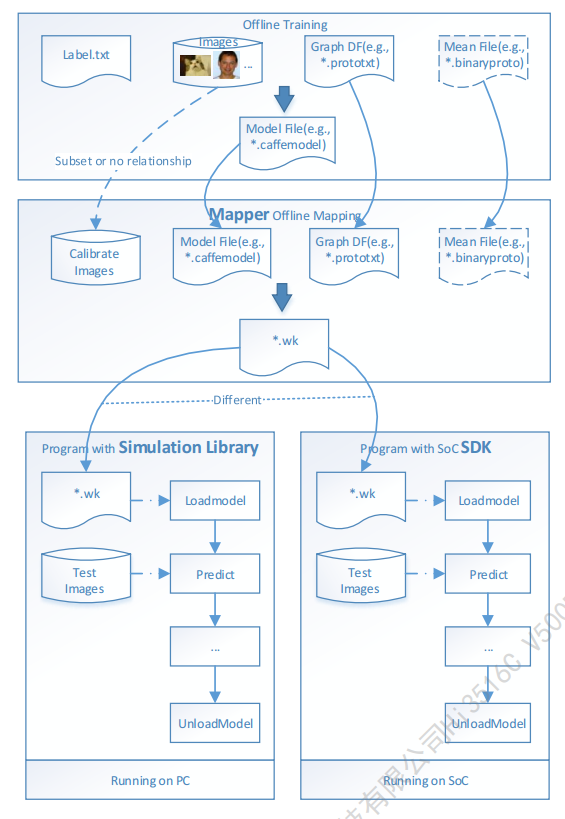 Offline Training
Label.txt
Images
...
Graph DF(e.g.,
*.prototxt)
Mean File(e.g.,
*.binaryproto)
Model File(e.g.,
*.caffemodel)
Subset or no relationship
Mapper Offline Mapping
Calibrate
Images
Model File(e.g.,
*.caffemodel)
Graph DF(e.g.,
*.prototxt)
Mean File(e.g.,
*.binaryproto)
*.wk
Different
Program with Simulation Library
*.wk
Loadmodel
Test
Images
Predict
...
UnloadModel
Running on PC
Program with SoC SDK
*.wk
Loadmodel
Test
Images
Predict
...
UnloadModel
Running on SoC
有限公司Hi3516C V500